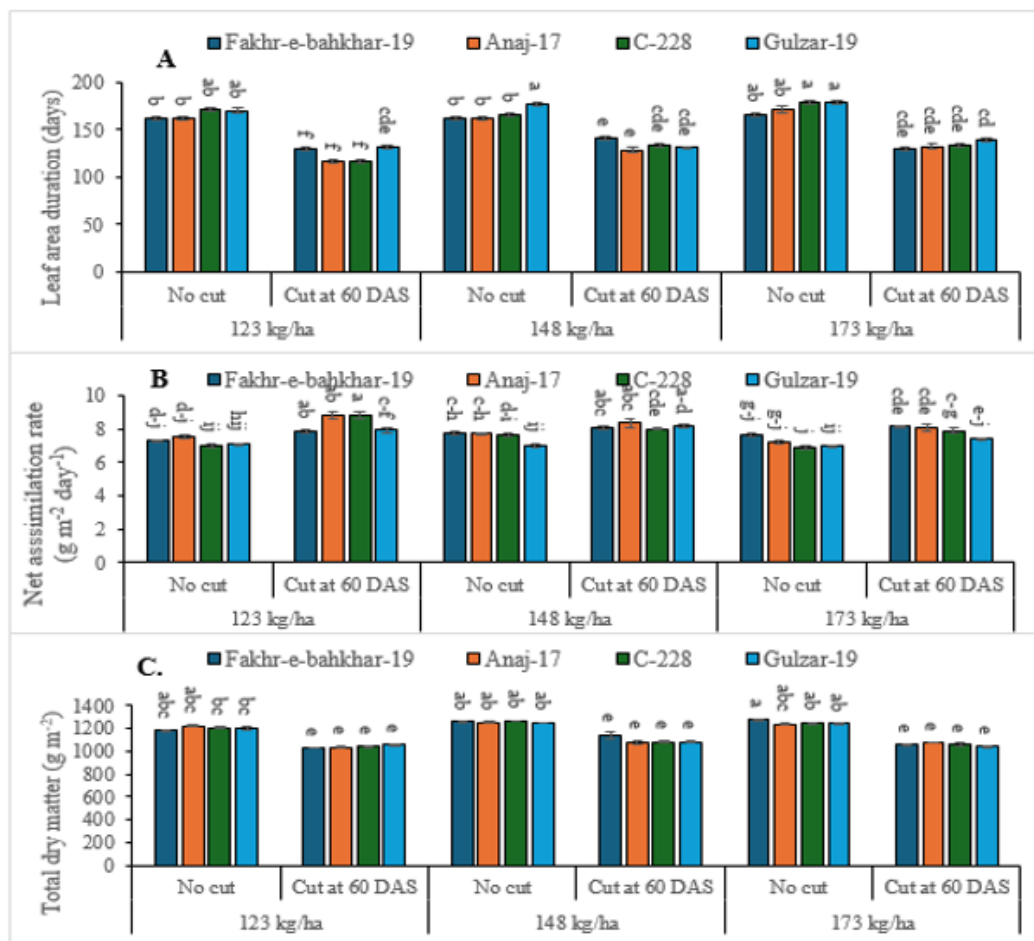 A
Fakhr-e-bahkhar-19 Anaj-17 C-228 Gulzar-19
Leaf area duration (days)
200
150
100
50
0
b b ab ab
f f f cde
b b b a
e e cde cde
ab ab a a
cde cde cde cd
No cut Cut at 60 DAS No cut Cut at 60 DAS No cut Cut at 60 DAS
123 kg/ha 148 kg/ha 173 kg/ha
B
Fakhr-e-bahkhar-19 Anaj-17 C-228 Gulzar-19
Net asssimilation rate
(g m-2 day-1)
10
8
6
4
2
0
d-j d-j ij hij
ab ab a c-f
c-h c-h d-i ij
abc abc cde a-d
g-j g-j j ij
cde cde c-g e-j
No cut Cut at 60 DAS No cut Cut at 60 DAS No cut Cut at 60 DAS
123 kg/ha 148 kg/ha 173 kg/ha
C.
Fakhr-e-bahkhar-19 Anaj-17 C-228 Gulzar-19
Total dry matter (g m-2)
1400
1200
1000
800
600
400
200
0
abc abc bc bc
e e e e
ab ab ab ab
e e e e
a abc ab ab
e e e e
No cut Cut at 60 DAS No cut Cut at 60 DAS No cut Cut at 60 DAS
123 kg/ha 148 kg/ha 173 kg/ha